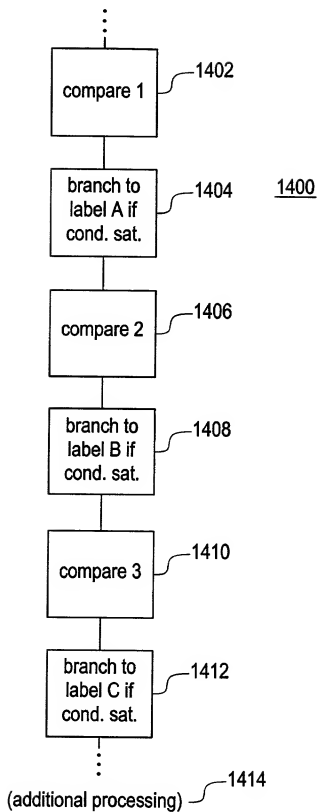 compare 1
1402
branch to
label A if
cond. sat.
1404
1400
compare 2
1406
branch to
label B if
cond. sat.
1408
compare 3
1410
branch to
label C if
cond. sat.
1412
(additional processing)
1414